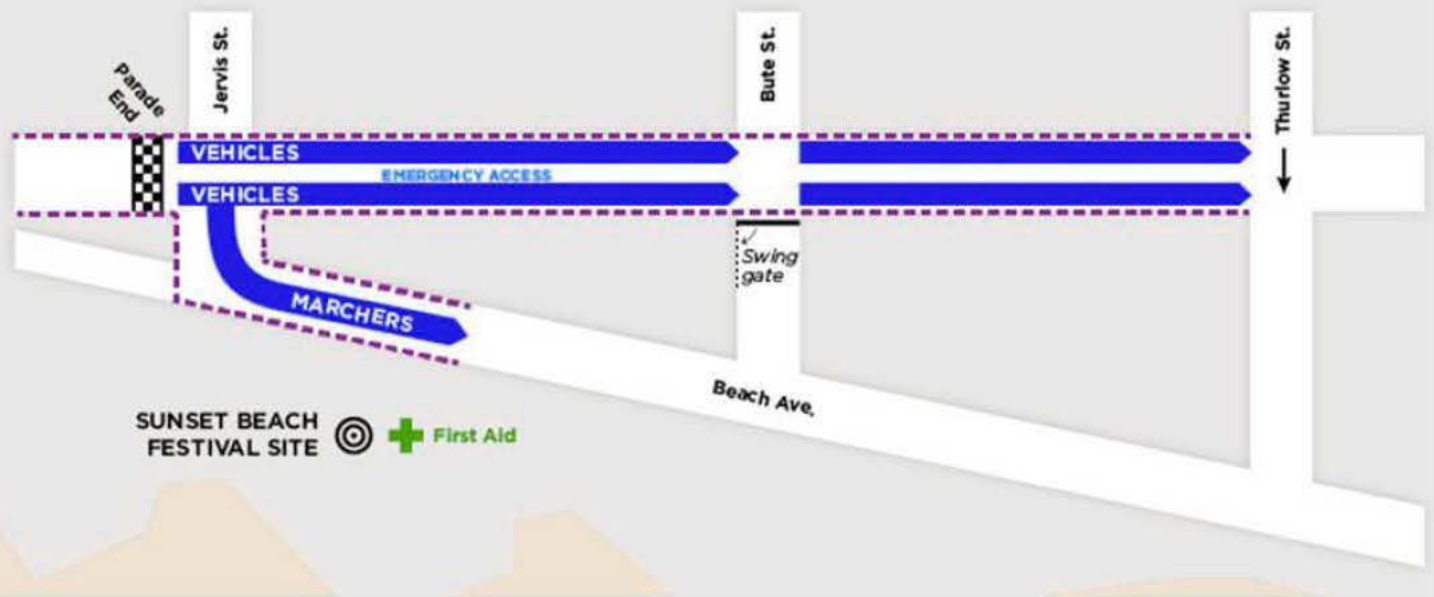 Parade
End
Jervis St.
Bute St.
Thurlow St.
VEHICLES
EMERGENCY ACCESS
VEHICLES
Swing
gate
MARCHERS
Beach Ave.
SUNSET BEACH
FESTIVAL SITE
First Aid